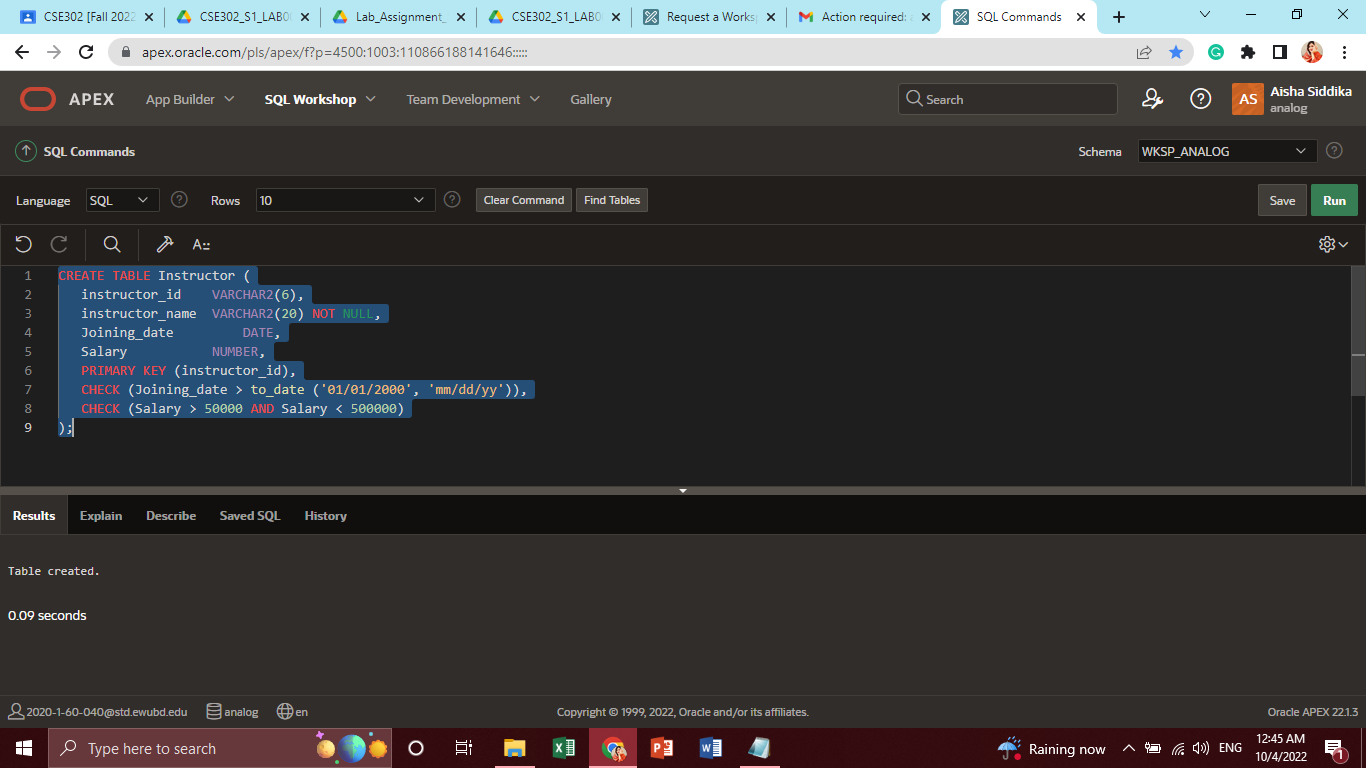 CSE302 [Fall 2022
CSE302_S1_LAB0
Lab_Assignment_
CSE302_S1_LAB0
Request a Worksp
Action required:
SQL Commands
apex.oracle.com/pls/apex/f?p=4500:1003:110866188141646:::::
APEX
App Builder
SQL Workshop
Team Development
Gallery
Search
AS
Aisha Siddika
analog
SQL Commands
Schema
WKSP_ANALOG
Language
SQL
Rows
10
Clear Command
Find Tables
Save
Run
A::
1 CREATE TABLE Instructor (
2 instructor_id VARCHAR2(6),
3 instructor_name VARCHAR2(20) NOT NULL,
4 Joining_date DATE,
5 Salary NUMBER,
6 PRIMARY KEY (instructor_id),
7 CHECK (Joining_date > to_date ('01/01/2000', 'mm/dd/yy')),
8 CHECK (Salary > 50000 AND Salary < 500000)
9 );
Results
Explain
Describe
Saved SQL
History
Table created.
0.09 seconds
2020-1-60-040@std.ewubd.edu
analog
en
Copyright © 1999, 2022, Oracle and/or its affiliates.
Oracle APEX 22.1.3
Type here to search
Raining now
ENG
12:45 AM
10/4/2022
1